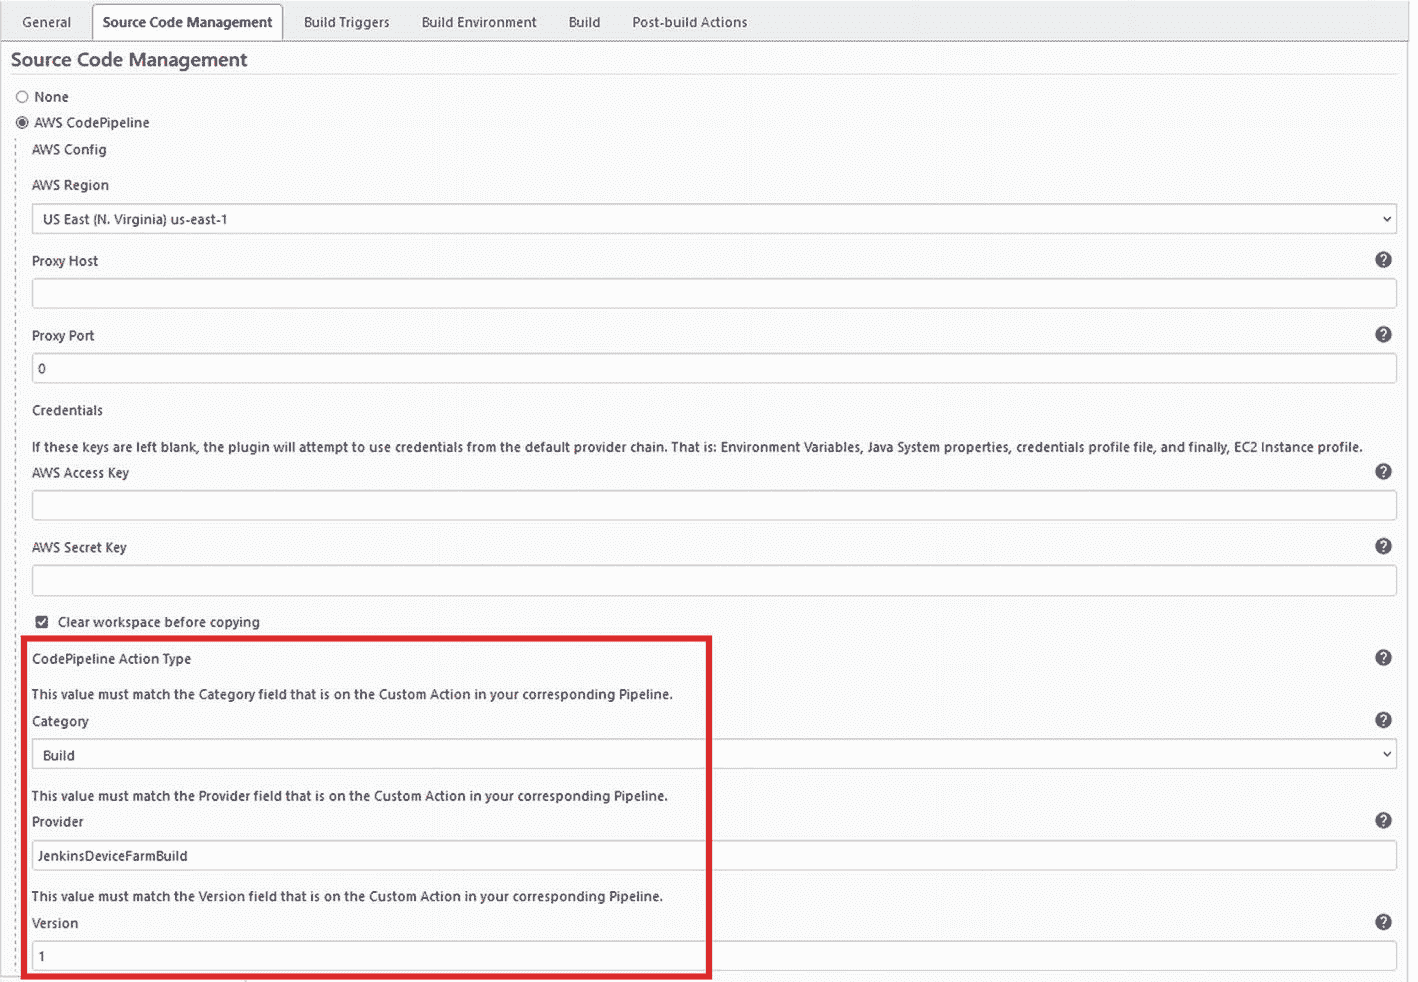 General Source Code Management Build Triggers Build Environment Build Post-build Actions
Source Code Management
None
AWS CodePipeline
AWS Config
AWS Region
US East (N. Virginia) us-east-1
Proxy Host
?
Proxy Port
?
0
Credentials
If these keys are left blank, the plugin will attempt to use credentials from the default provider chain. That is: Environment Variables, Java System properties, credentials profile file, and finally, EC2 Instance profile.
AWS Access Key
?
AWS Secret Key
?
Clear workspace before copying
CodePipeline Action Type
?
This value must match the Category field that is on the Custom Action in your corresponding Pipeline.
Category
?
Build
This value must match the Provider field that is on the Custom Action in your corresponding Pipeline.
Provider
?
JenkinsDeviceFarmBuild
This value must match the Version field that is on the Custom Action in your corresponding Pipeline.
Version
?
1